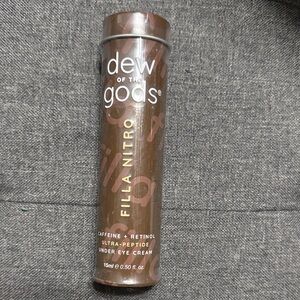 dew
OF THE
gods®
FILLA NITRO
CAFFEINE + RETINOL
ULTRA-PEPTIDE
UNDER EYE CREAM
15ml ℮ 0.50 fl. oz.